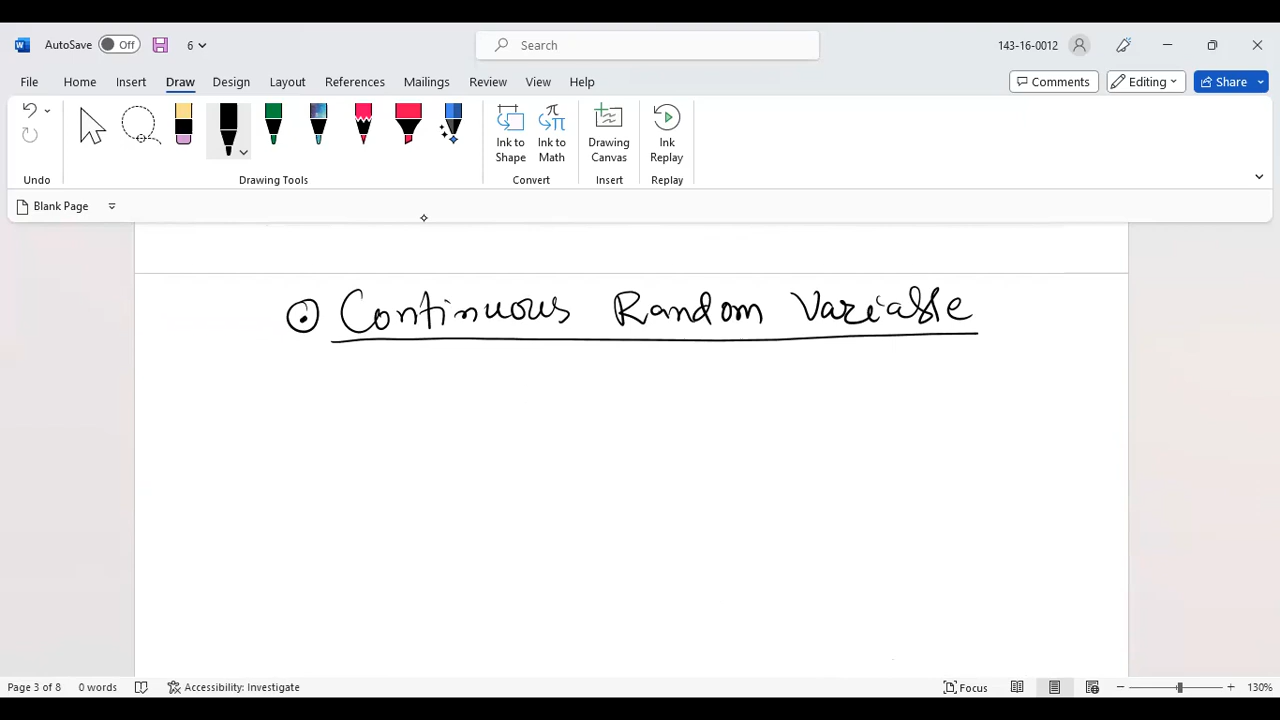 AutoSave Off 6 Search 143-16-0012
File Home Insert Draw Design Layout References Mailings Review View Help Comments Editing Share
Undo
Drawing Tools
Ink to Shape
Ink to Math
Convert
Drawing Canvas
Insert
Ink Replay
Replay
Blank Page
Continuous Random Variable
Page 3 of 8 0 words Accessibility: Investigate Focus 130%